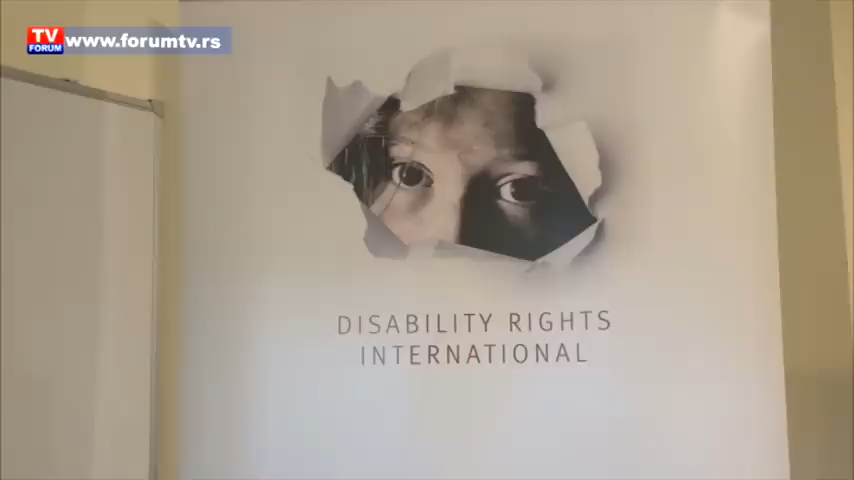 TV
FORUM
www.forumtv.rs
DISABILITY RIGHTS
INTERNATIONAL